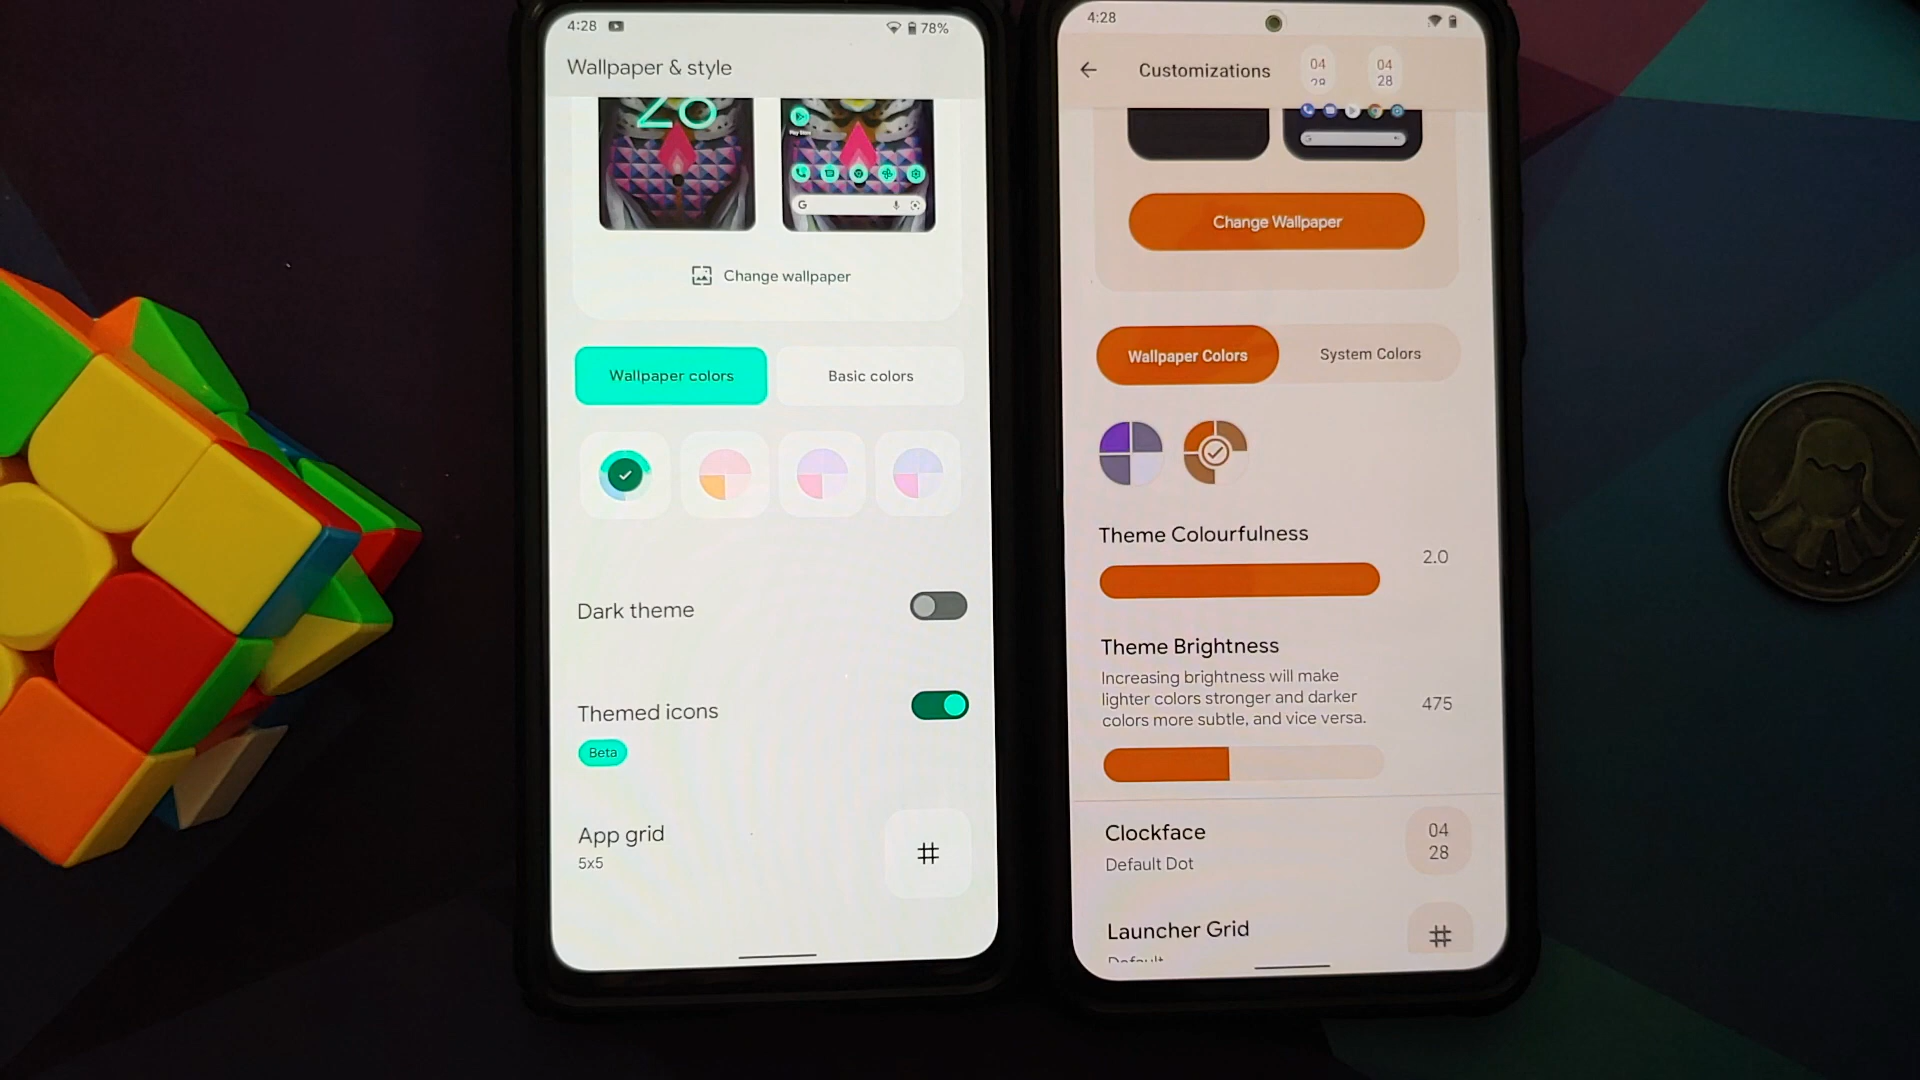 4:28
78%
Wallpaper & style
28
G
Change wallpaper
Wallpaper colors
Basic colors
Dark theme
Themed icons
Beta
App grid
5x5
4:28
Customizations
04
28
04
28
Change Wallpaper
Wallpaper Colors
System Colors
Theme Colourfulness
2.0
Theme Brightness
Increasing brightness will make
lighter colors stronger and darker
colors more subtle, and vice versa.
475
Clockface
Default Dot
04
28
Launcher Grid
Default